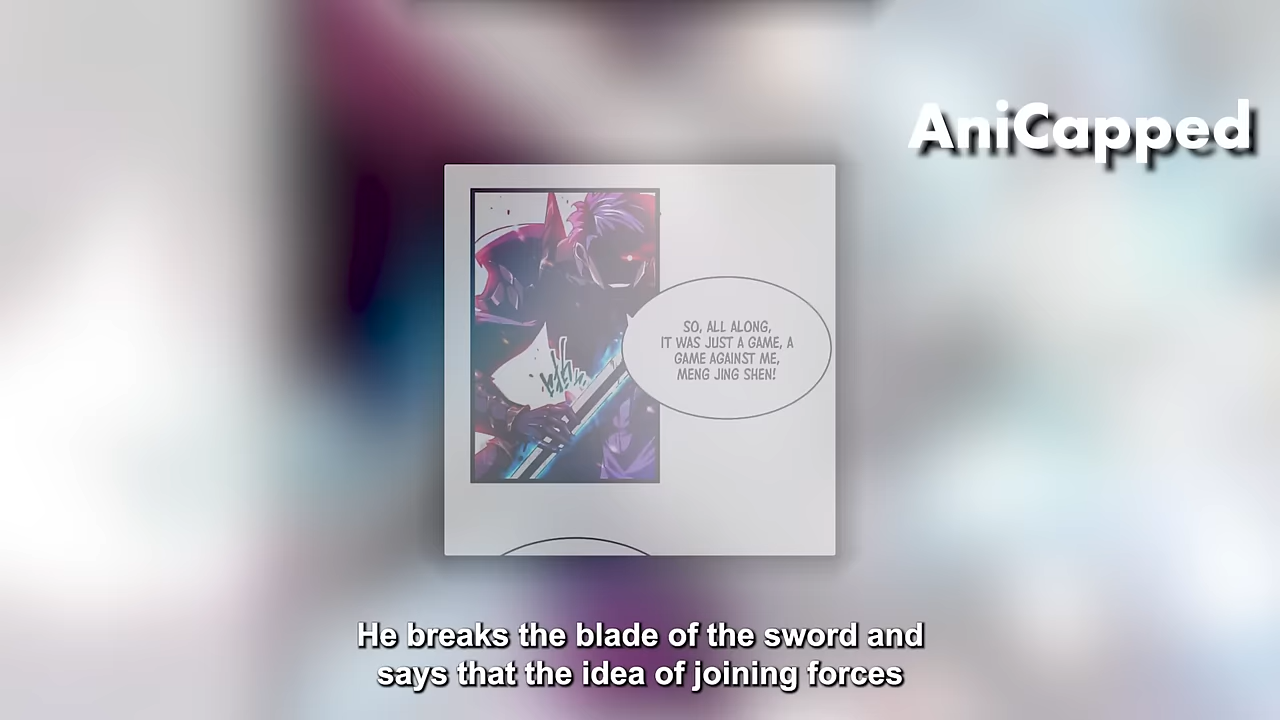 AniCapped
SO, ALL ALONG,
IT WAS JUST A GAME, A
GAME AGAINST ME,
MENG JING SHEN!
He breaks the blade of the sword and
says that the idea of joining forces